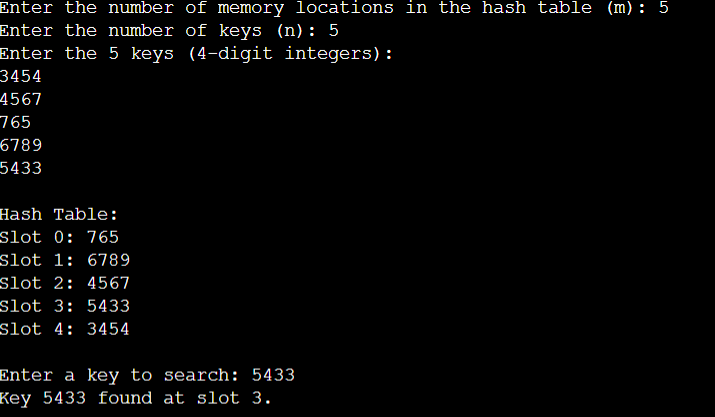 Enter the number of memory locations in the hash table (m): 5
Enter the number of keys (n): 5
Enter the 5 keys (4-digit integers):
3454
4567
765
6789
5433
Hash Table:
Slot 0: 765
Slot 1: 6789
Slot 2: 4567
Slot 3: 5433
Slot 4: 3454
Enter a key to search: 5433
Key 5433 found at slot 3.